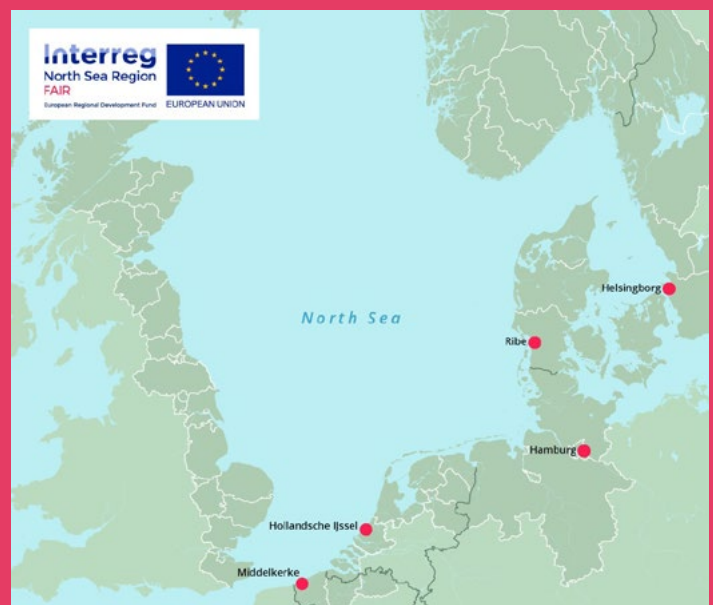 Interreg
North Sea Region
FAIR
European Regional Development Fund
EUROPEAN UNION
North Sea
Helsingborg
Ribe
Hamburg
Hollandsche IJssel
Middelkerke